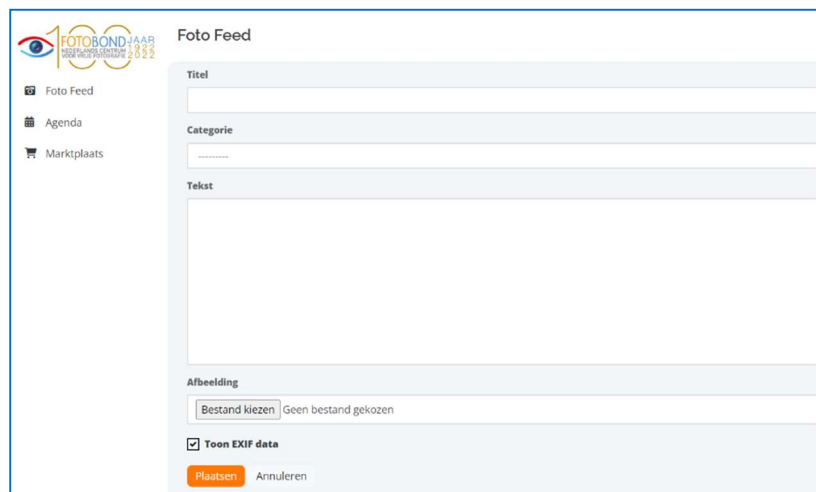 100
FOTOBOND JAAR
NEDERLANDS CENTRUM 1922
VOOR VRIJE FOTOGRAFIE 2022
Foto Feed
Foto Feed
Agenda
Marktplaats
Titel
Categorie
---------
Tekst
Afbeelding
Bestand kiezen Geen bestand gekozen
Toon EXIF data
Plaatsen Annuleren